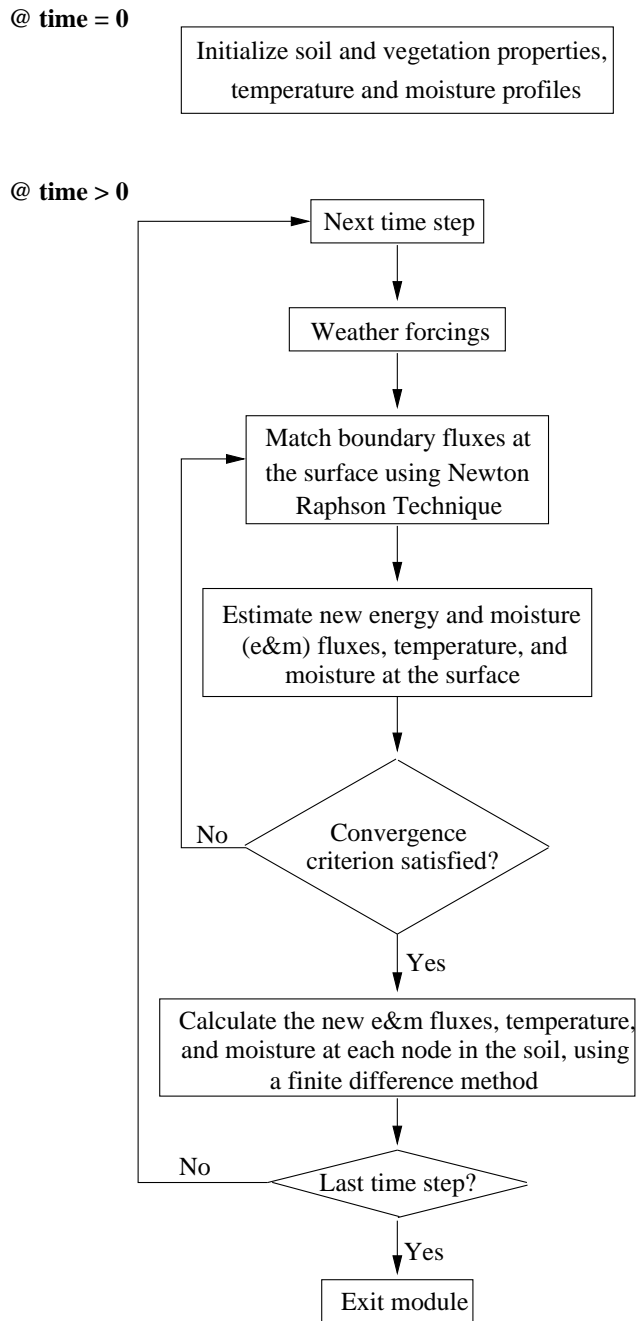 @ time = 0
Initialize soil and vegetation properties,
temperature and moisture profiles
@ time > 0
Next time step
Weather forcings
Match boundary fluxes at
the surface using Newton
Raphson Technique
Estimate new energy and moisture
(e&m) fluxes, temperature, and
moisture at the surface
No
Convergence
criterion satisfied?
Yes
Calculate the new e&m fluxes, temperature,
and moisture at each node in the soil, using
a finite difference method
No
Last time step?
Yes
Exit module